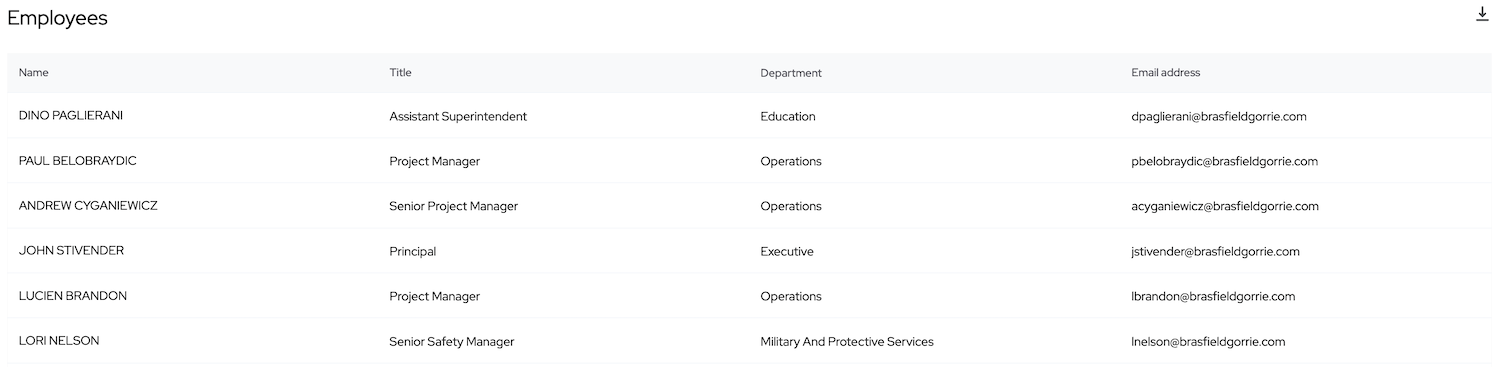 Employees
Name Title Department Email address
DINO PAGLIERANI Assistant Superintendent Education dpaglierani@brasfieldgorrie.com
PAUL BELOBRAYDIC Project Manager Operations pbelobraydic@brasfieldgorrie.com
ANDREW CYGANIEWICZ Senior Project Manager Operations acyganiewicz@brasfieldgorrie.com
JOHN STIVENDER Principal Executive jstivender@brasfieldgorrie.com
LUCIEN BRANDON Project Manager Operations lbrandon@brasfieldgorrie.com
LORI NELSON Senior Safety Manager Military And Protective Services lnelson@brasfieldgorrie.com